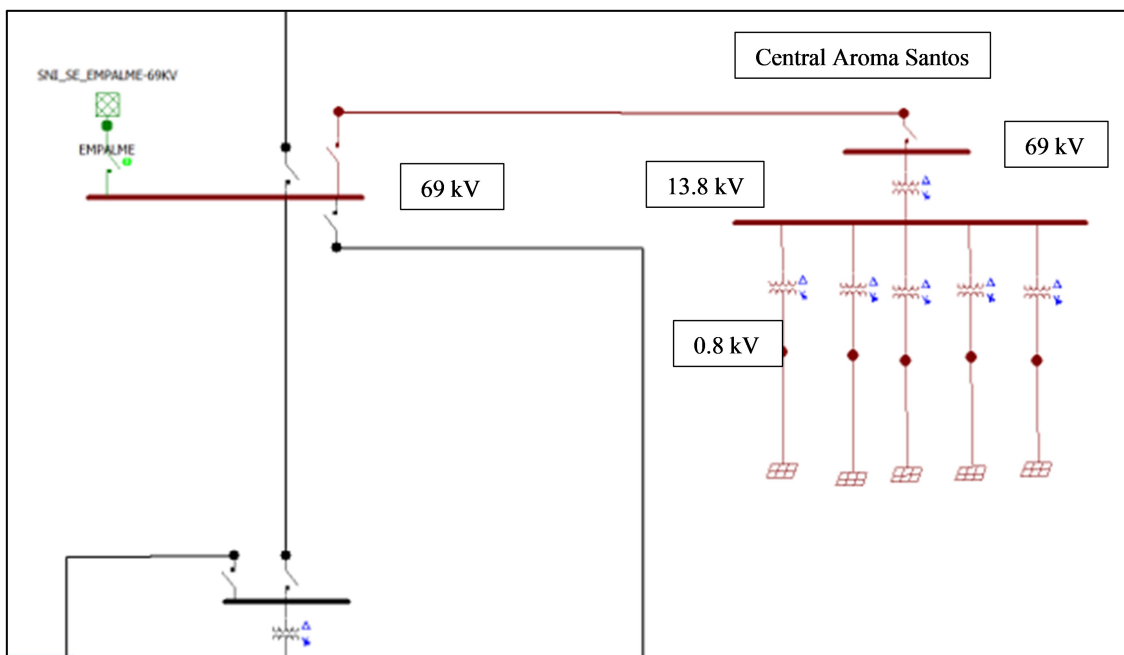 Central Aroma Santos
SNI_SE_EMPALME-69KV
EMPALME
69 kV
13.8 kV
69 kV
0.8 kV